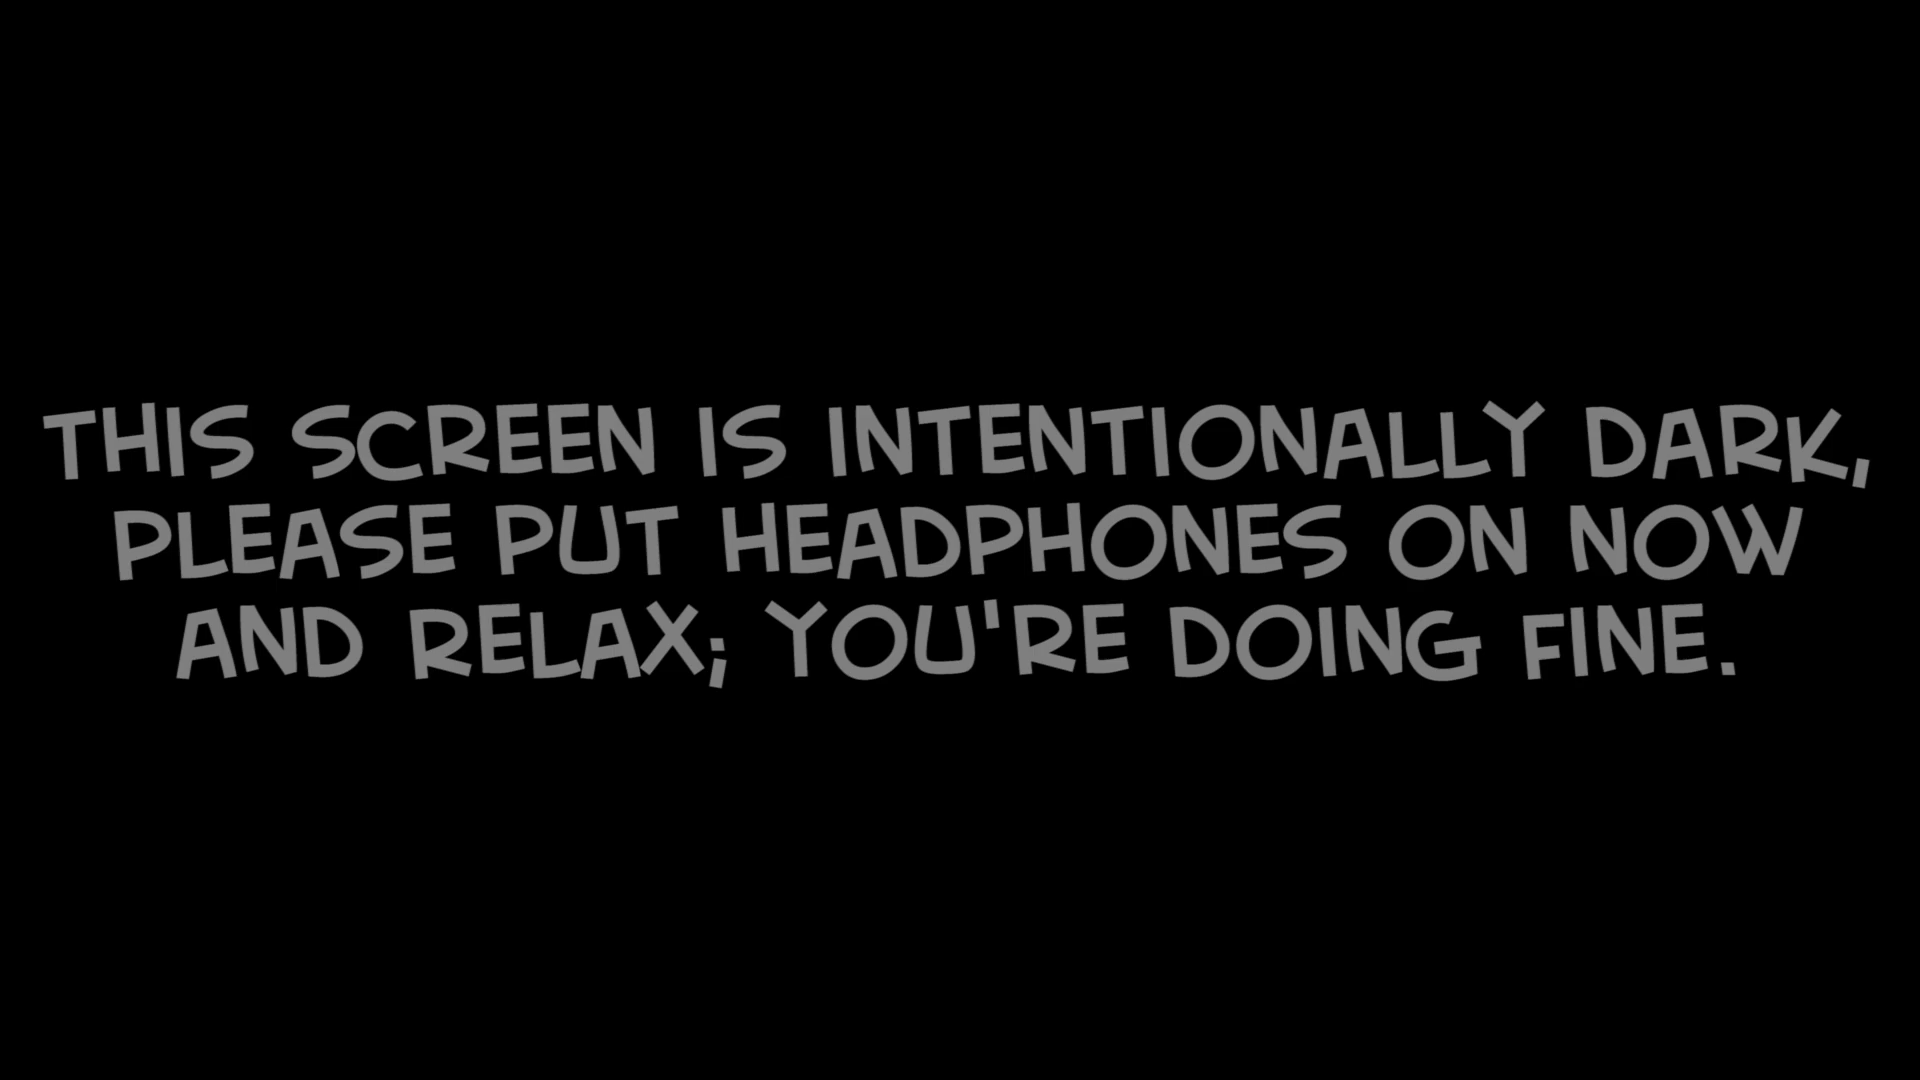 THIS SCREEN IS INTENTIONALLY DARK,
PLEASE PUT HEADPHONES ON NOW
AND RELAX; YOU'RE DOING FINE.